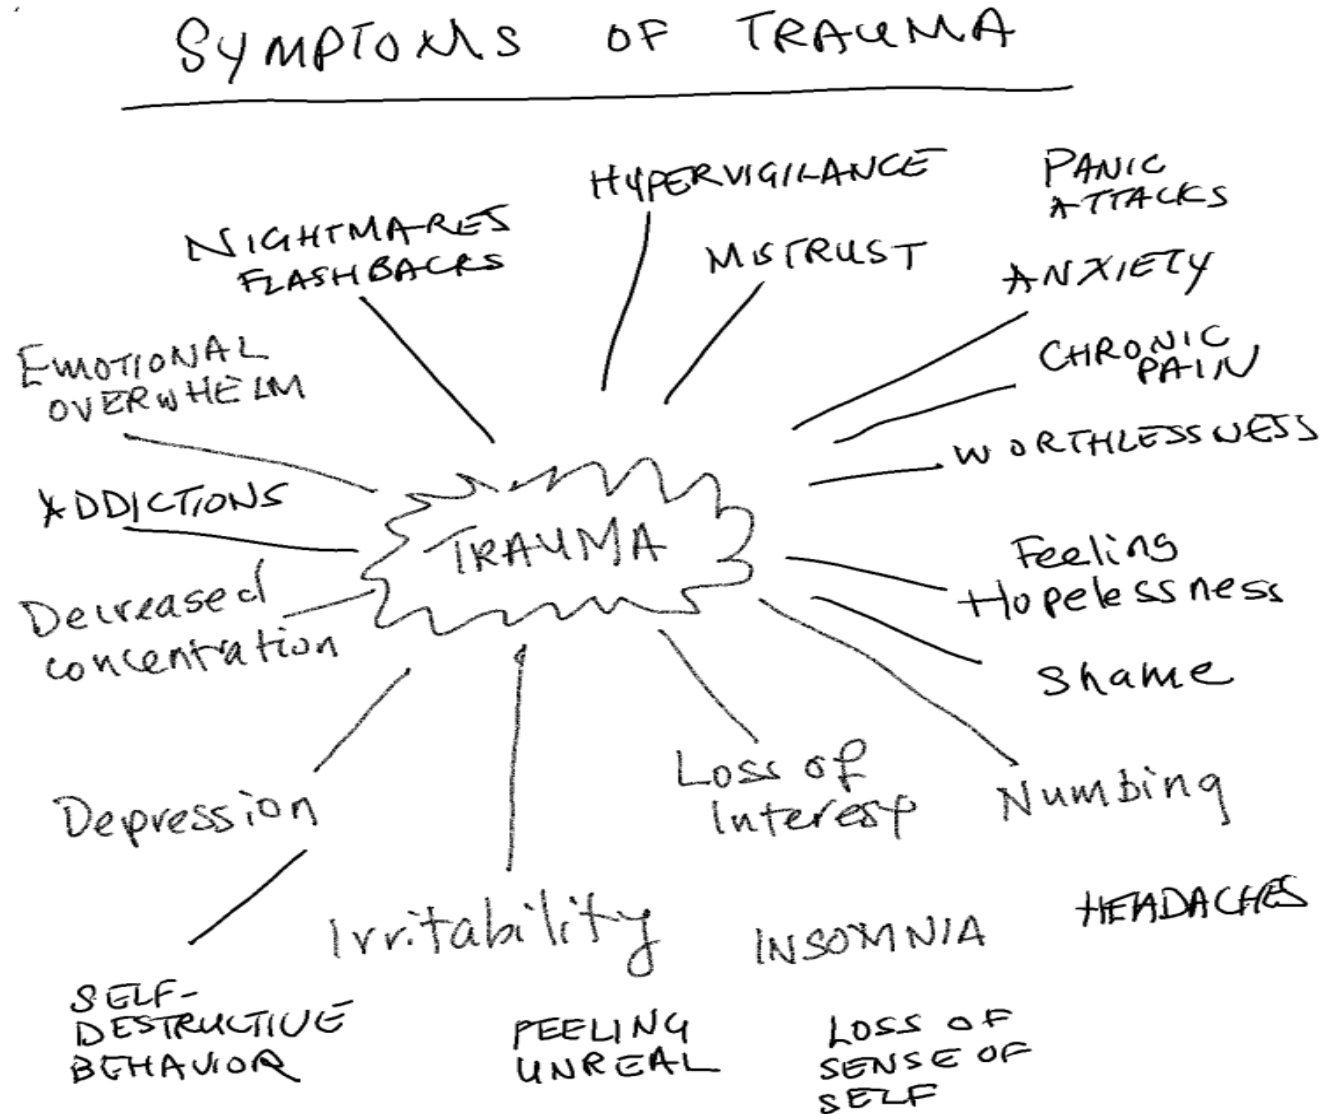 SYMPTOMS OF TRAUMA
HYPERVIGILANCE
PANIC
ATTACKS
NIGHTMARES
FLASHBACKS
MISTRUST
ANXIETY
EMOTIONAL
OVERWHELM
CHRONIC
PAIN
WORTHLESSNESS
ADDICTIONS
TRAUMA
Feeling
Hopelessness
Decreased
concentration
Shame
Depression
Loss of
Interest
Numbing
Irritability
INSOMNIA
HEADACHES
SELF-
DESTRUCTIVE
BEHAVIOR
FEELING
UNREAL
LOSS OF
SENSE OF
SELF